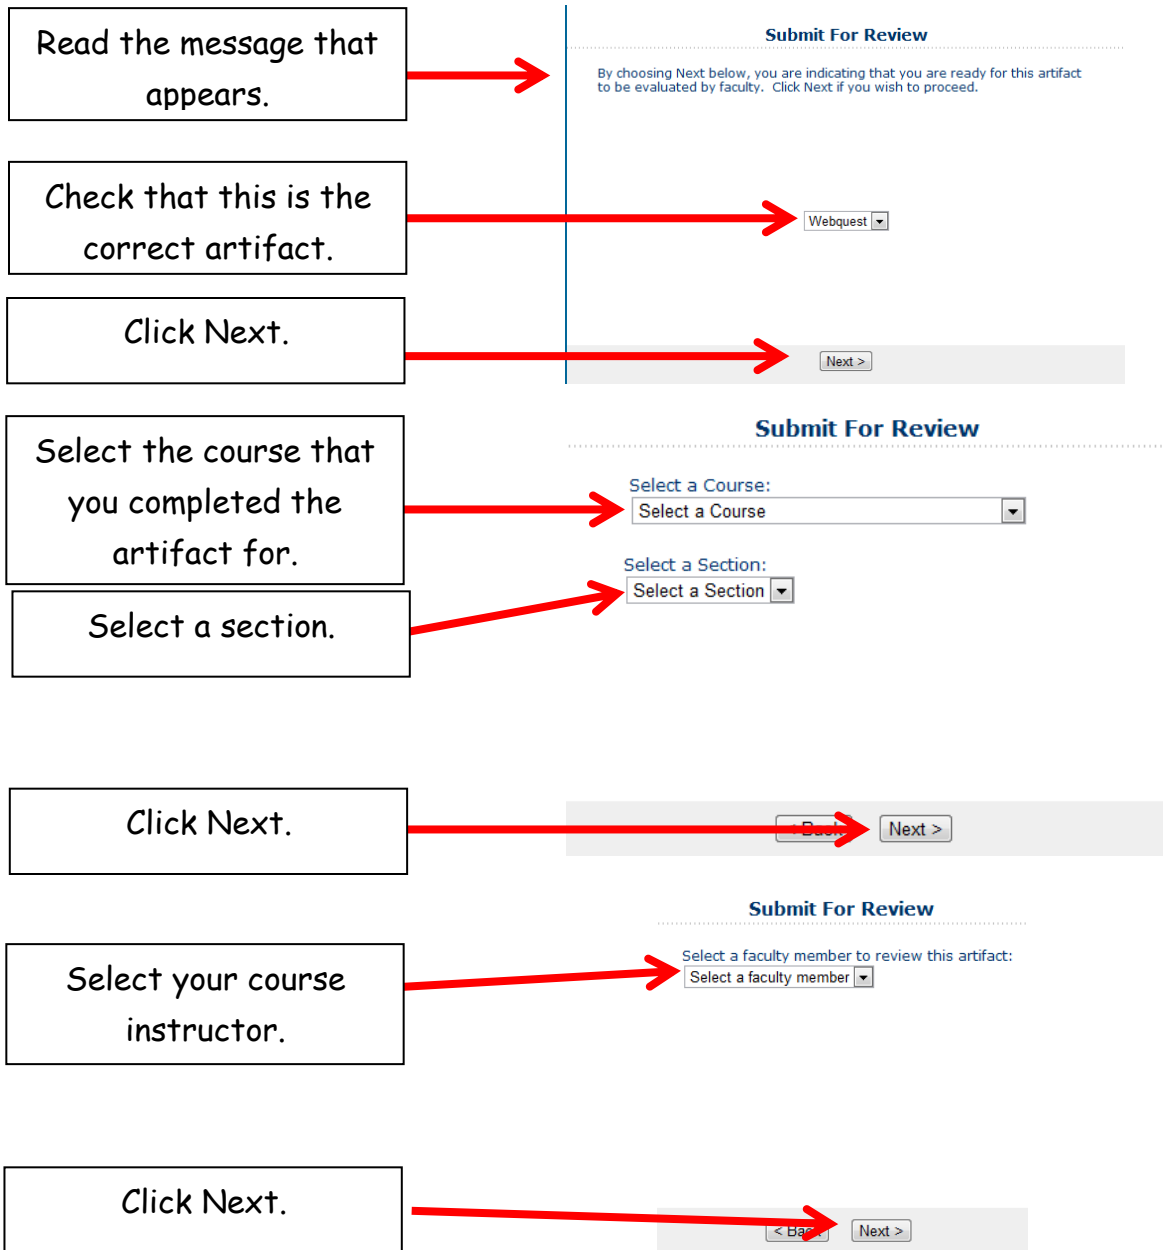 Read the message that
appears.
Submit For Review
By choosing Next below, you are indicating that you are ready for this artifact
to be evaluated by faculty. Click Next if you wish to proceed.
Check that this is the
correct artifact.
Webquest
Click Next.
Next >
Submit For Review
Select the course that
you completed the
artifact for.
Select a Course:
Select a Course
Select a Section:
Select a Section
Select a section.
Click Next.
< Back
Next >
Submit For Review
Select your course
instructor.
Select a faculty member to review this artifact:
Select a faculty member
Click Next.
< Back
Next >